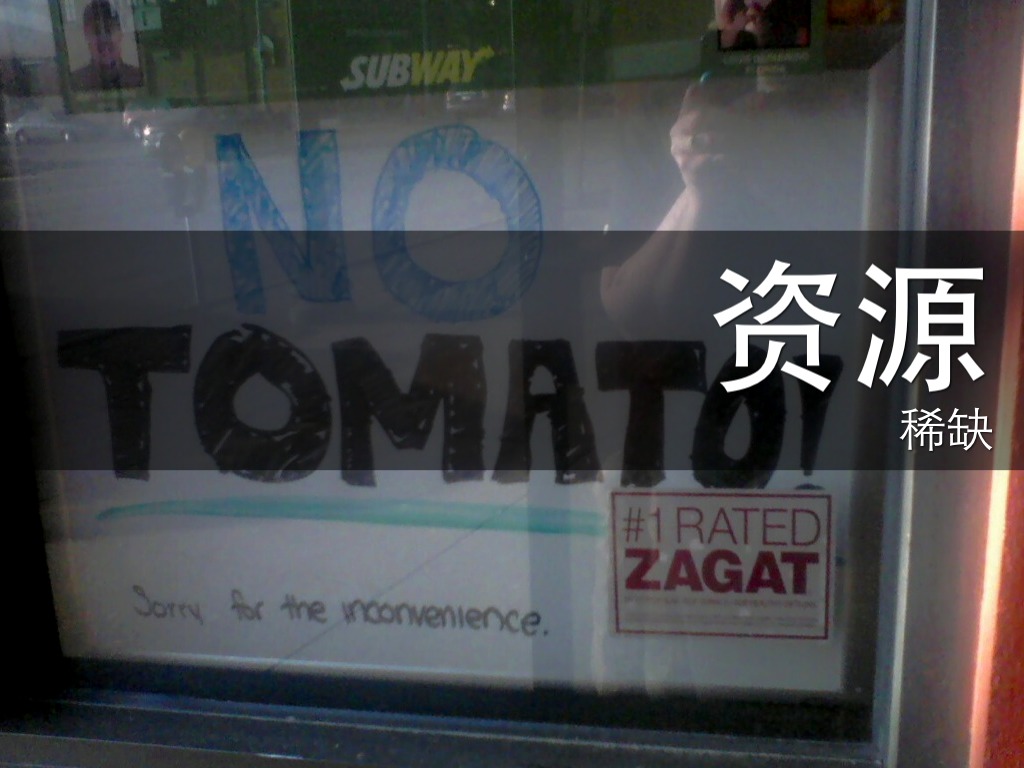 SUBWAY
NO
资源
TOMATO!
稀缺
#1 RATED
ZAGAT
Sorry for the inconvenience.